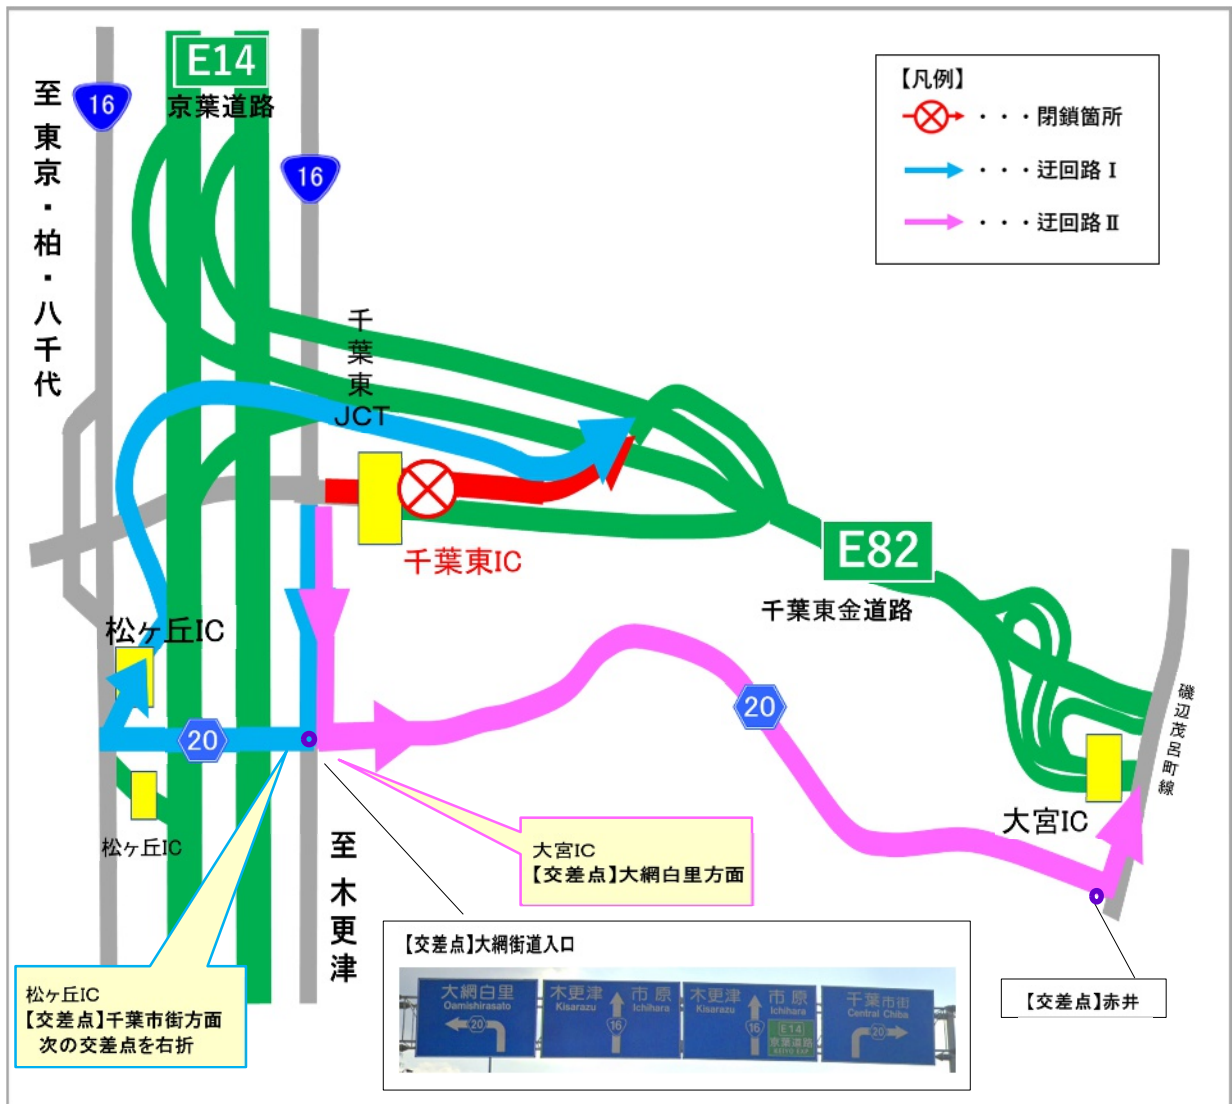 E14
京葉道路
16
至 東京・柏・八千代
16
【凡例】
・・・閉鎖箇所
・・・迂回路Ⅰ
・・・迂回路Ⅱ
千葉東
JCT
千葉東IC
E82
千葉東金道路
松ヶ丘IC
20
20
磯辺茂呂町線
大宮IC
松ヶ丘IC
至 木更津
大宮IC
【交差点】大網白里方面
松ヶ丘IC
【交差点】千葉市街方面
次の交差点を右折
【交差点】大網街道入口
大網白里
Oamishirasato
20
木更津 市原
Kisarazu Ichihara
16
木更津 市原
Kisarazu Ichihara
16
E14
京葉道路
KEIYO EXP
千葉市街
Central Chiba
20
【交差点】赤井